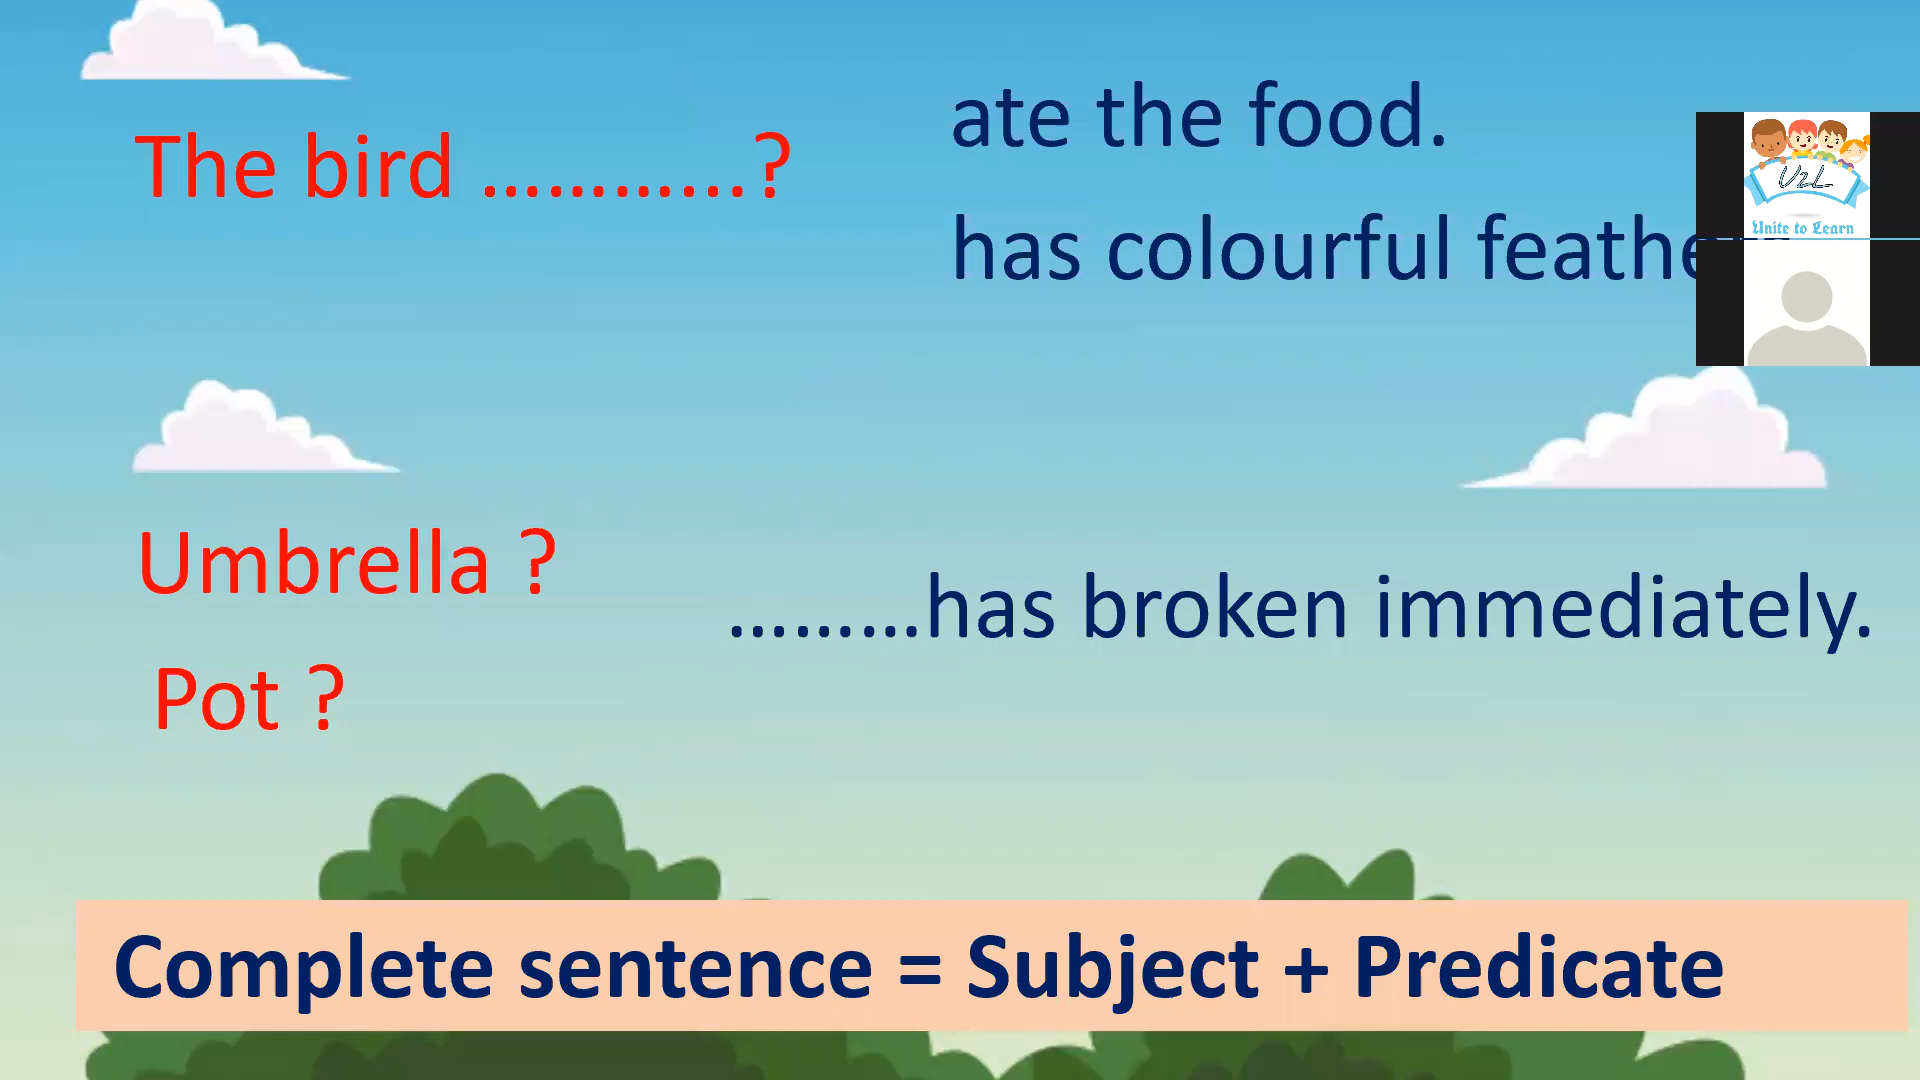 The bird ............?
ate the food.
has colourful
Umbrella ?
Pot ?
.........has broken immediately.
Complete sentence = Subject + Predicate
U2L
Unite to Learn